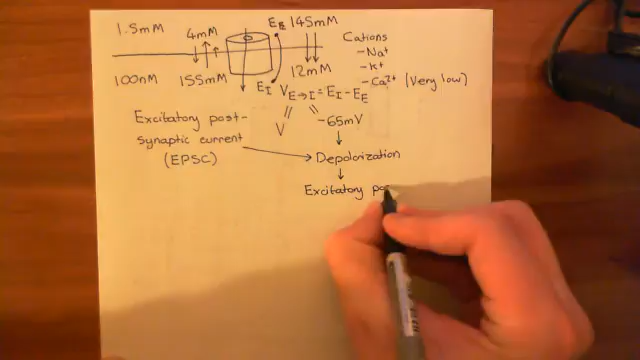 1.5mM 4mM E_E 145mM
100nM 155mM E_I 12mM
Cations
- Na⁺
- K⁺
- Ca²⁺ (Very low)
V_E→I = E_I - E_E
V
-65mV
Excitatory post-
synaptic current
(EPSC)
Depolarization
Excitatory po